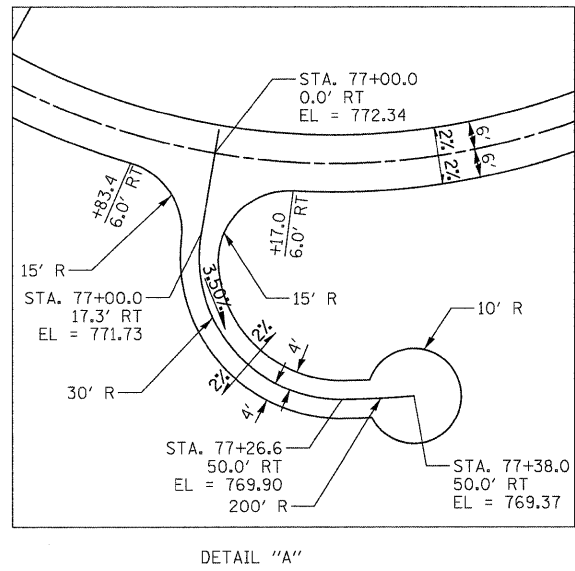 STA. 77+00.0
0.0' RT
EL = 772.34
2%
2%
6'
6'
+83.4
6.0' RT
+17.0
6.0' RT
15' R
STA. 77+00.0
17.3' RT
EL = 771.73
3.50%
15' R
10' R
30' R
2%
2%
4'
4'
STA. 77+26.6
50.0' RT
EL = 769.90
200' R
STA. 77+38.0
50.0' RT
EL = 769.37
DETAIL "A"